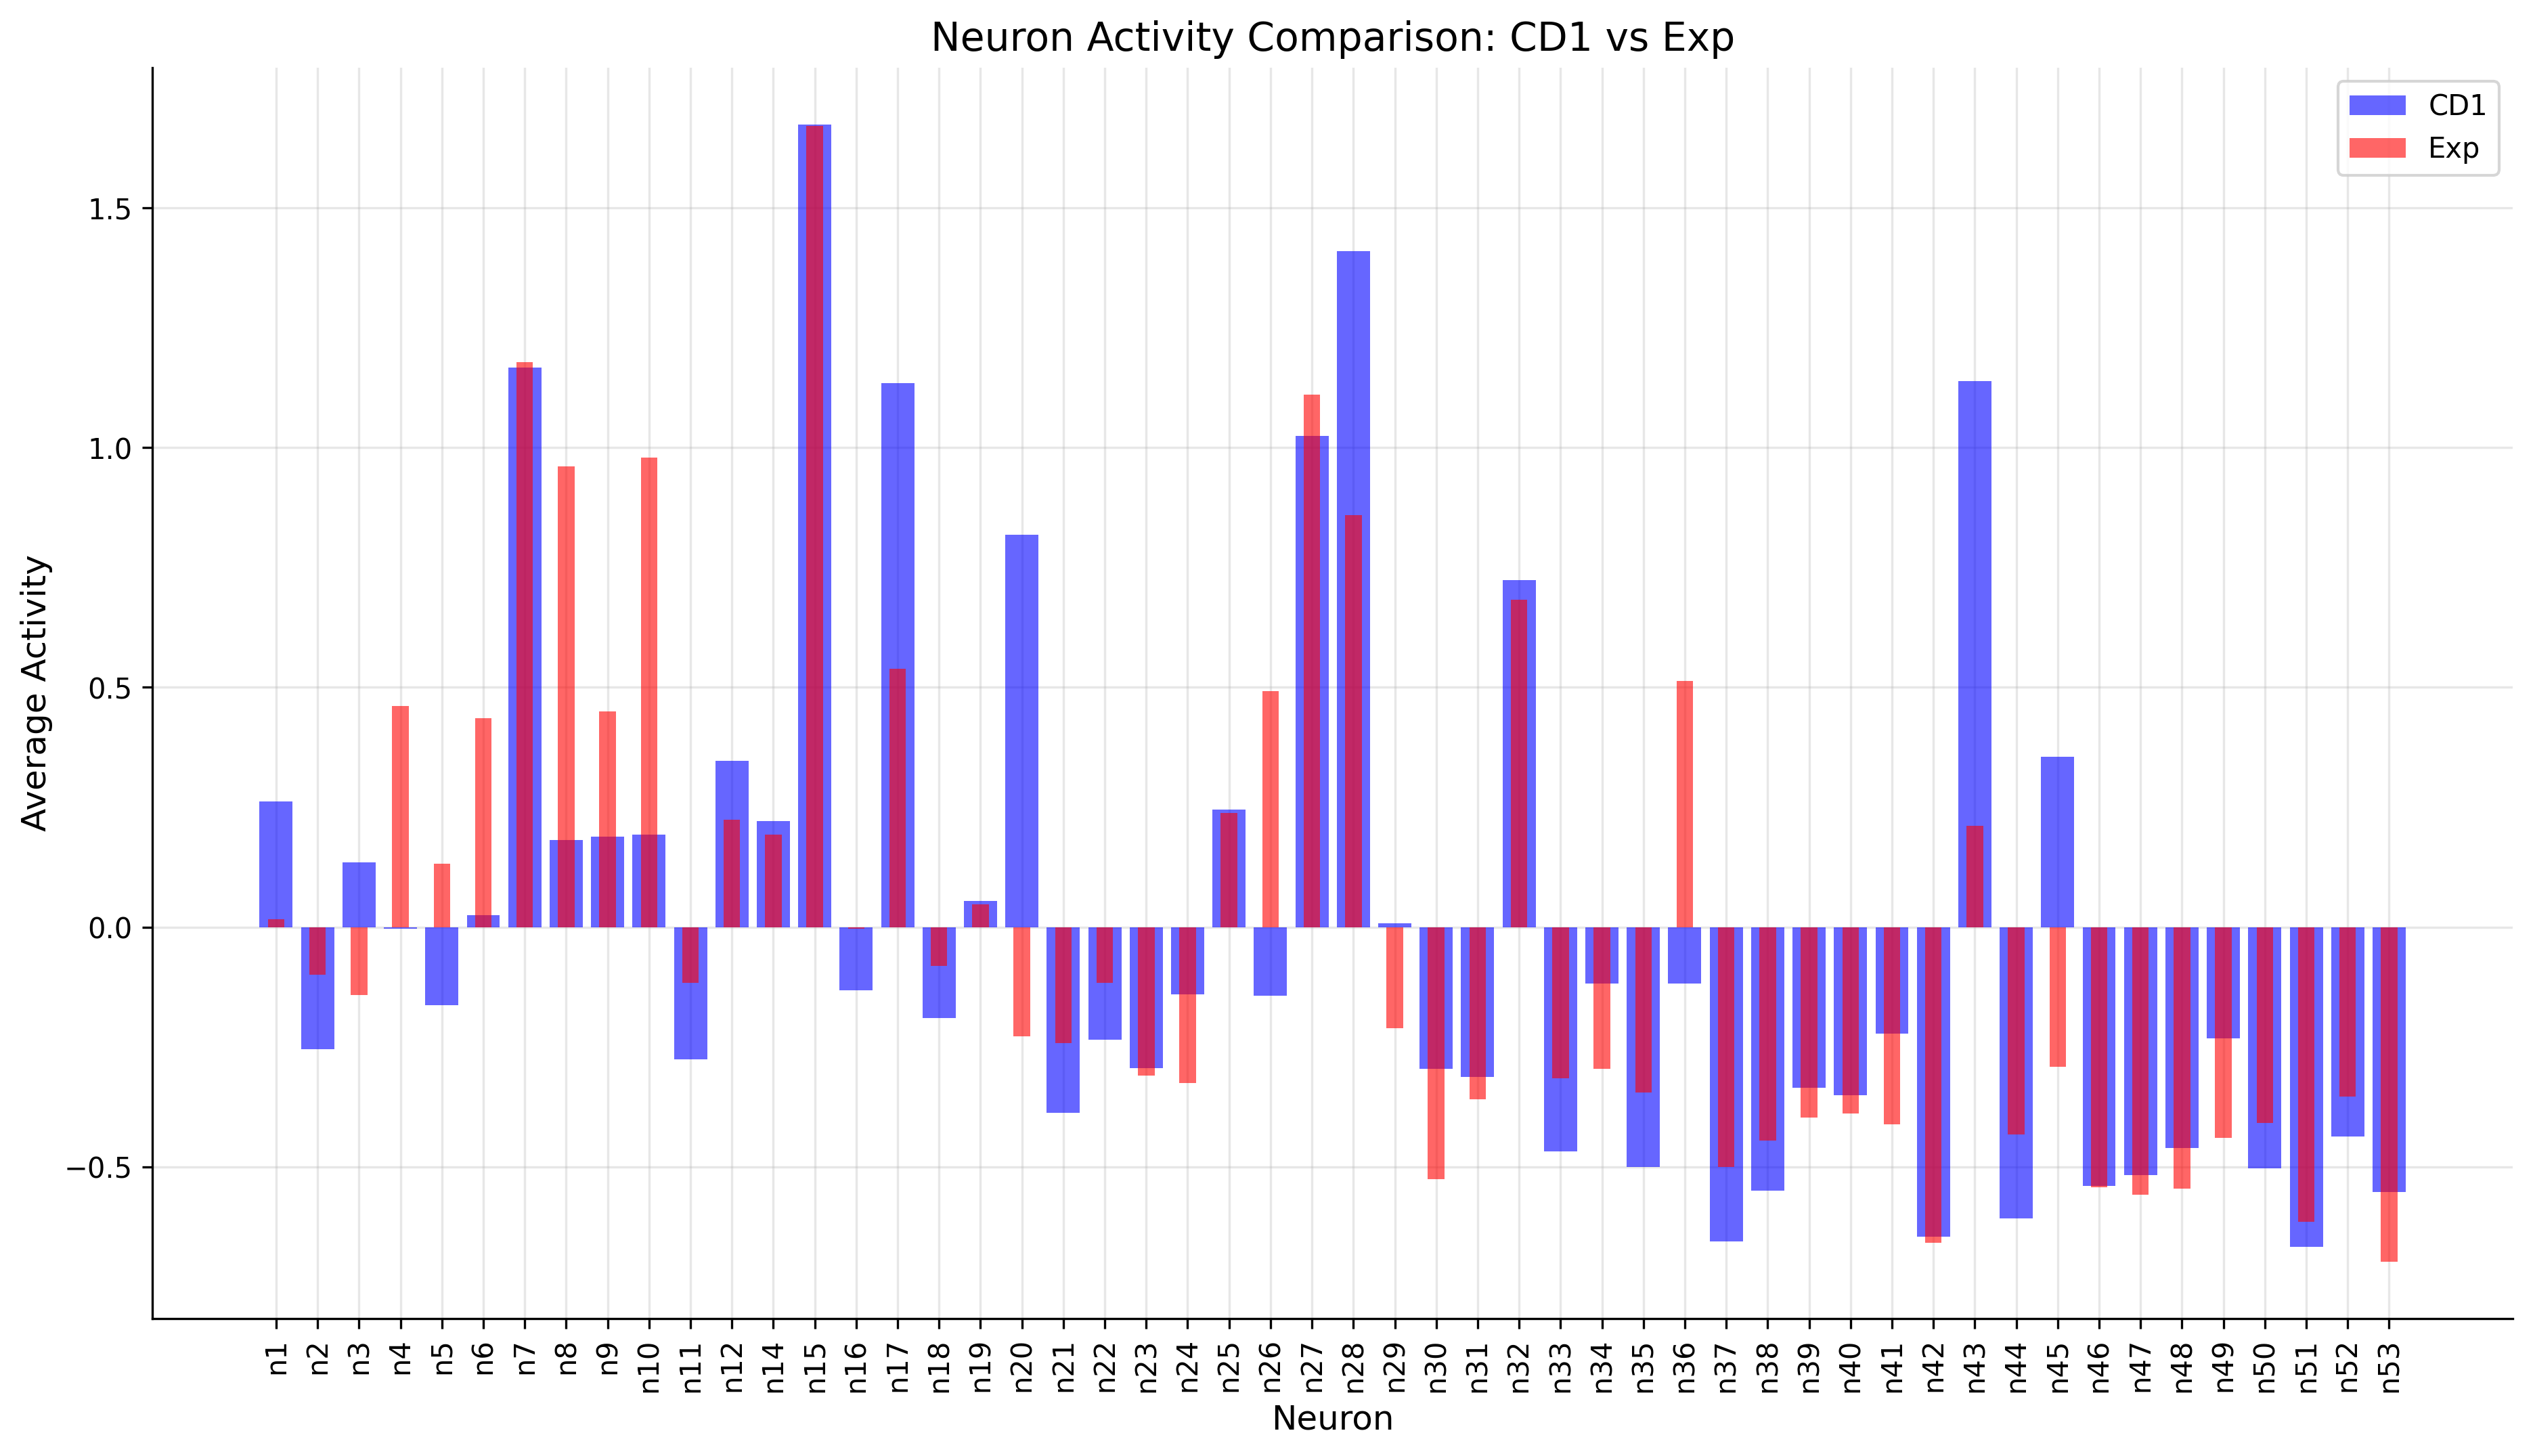 Neuron Activity Comparison: CD1 vs Exp
CD1
Exp
Average Activity
1.5
1.0
0.5
0.0
−0.5
n1 n2 n3 n4 n5 n6 n7 n8 n9 n10 n11 n12 n14 n15 n16 n17 n18 n19 n20 n21 n22 n23 n24 n25 n26 n27 n28 n29 n30 n31 n32 n33 n34 n35 n36 n37 n38 n39 n40 n41 n42 n43 n44 n45 n46 n47 n48 n49 n50 n51 n52 n53
Neuron